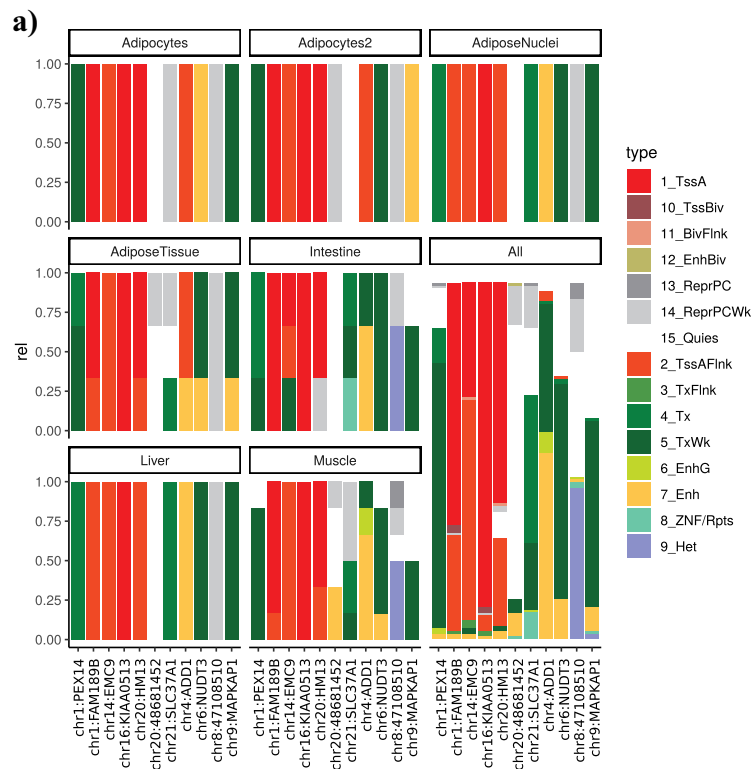 a)
Adipocytes
Adipocytes2
AdiposeNuclei
1.00
0.75
0.50
0.25
0.00
AdiposeTissue
Intestine
All
1.00
0.75
0.50
0.25
0.00
rel
Liver
Muscle
1.00
0.75
0.50
0.25
0.00
chr1:PEX14
chr1:FAM189B
chr14:EMC9
chr16:KIAA0513
chr20:HM13
chr20:48681452
chr21:SLC37A1
chr4:ADD1
chr6:NUDT3
chr8:47108510
chr9:MAPKAP1
chr1:PEX14
chr1:FAM189B
chr14:EMC9
chr16:KIAA0513
chr20:HM13
chr20:48681452
chr21:SLC37A1
chr4:ADD1
chr6:NUDT3
chr8:47108510
chr9:MAPKAP1
chr1:PEX14
chr1:FAM189B
chr14:EMC9
chr16:KIAA0513
chr20:HM13
chr20:48681452
chr21:SLC37A1
chr4:ADD1
chr6:NUDT3
chr8:47108510
chr9:MAPKAP1
type
1_TssA
10_TssBiv
11_BivFlnk
12_EnhBiv
13_ReprPC
14_ReprPCWk
15_Quies
2_TssAFlnk
3_TxFlnk
4_Tx
5_TxWk
6_EnhG
7_Enh
8_ZNF/Rpts
9_Het